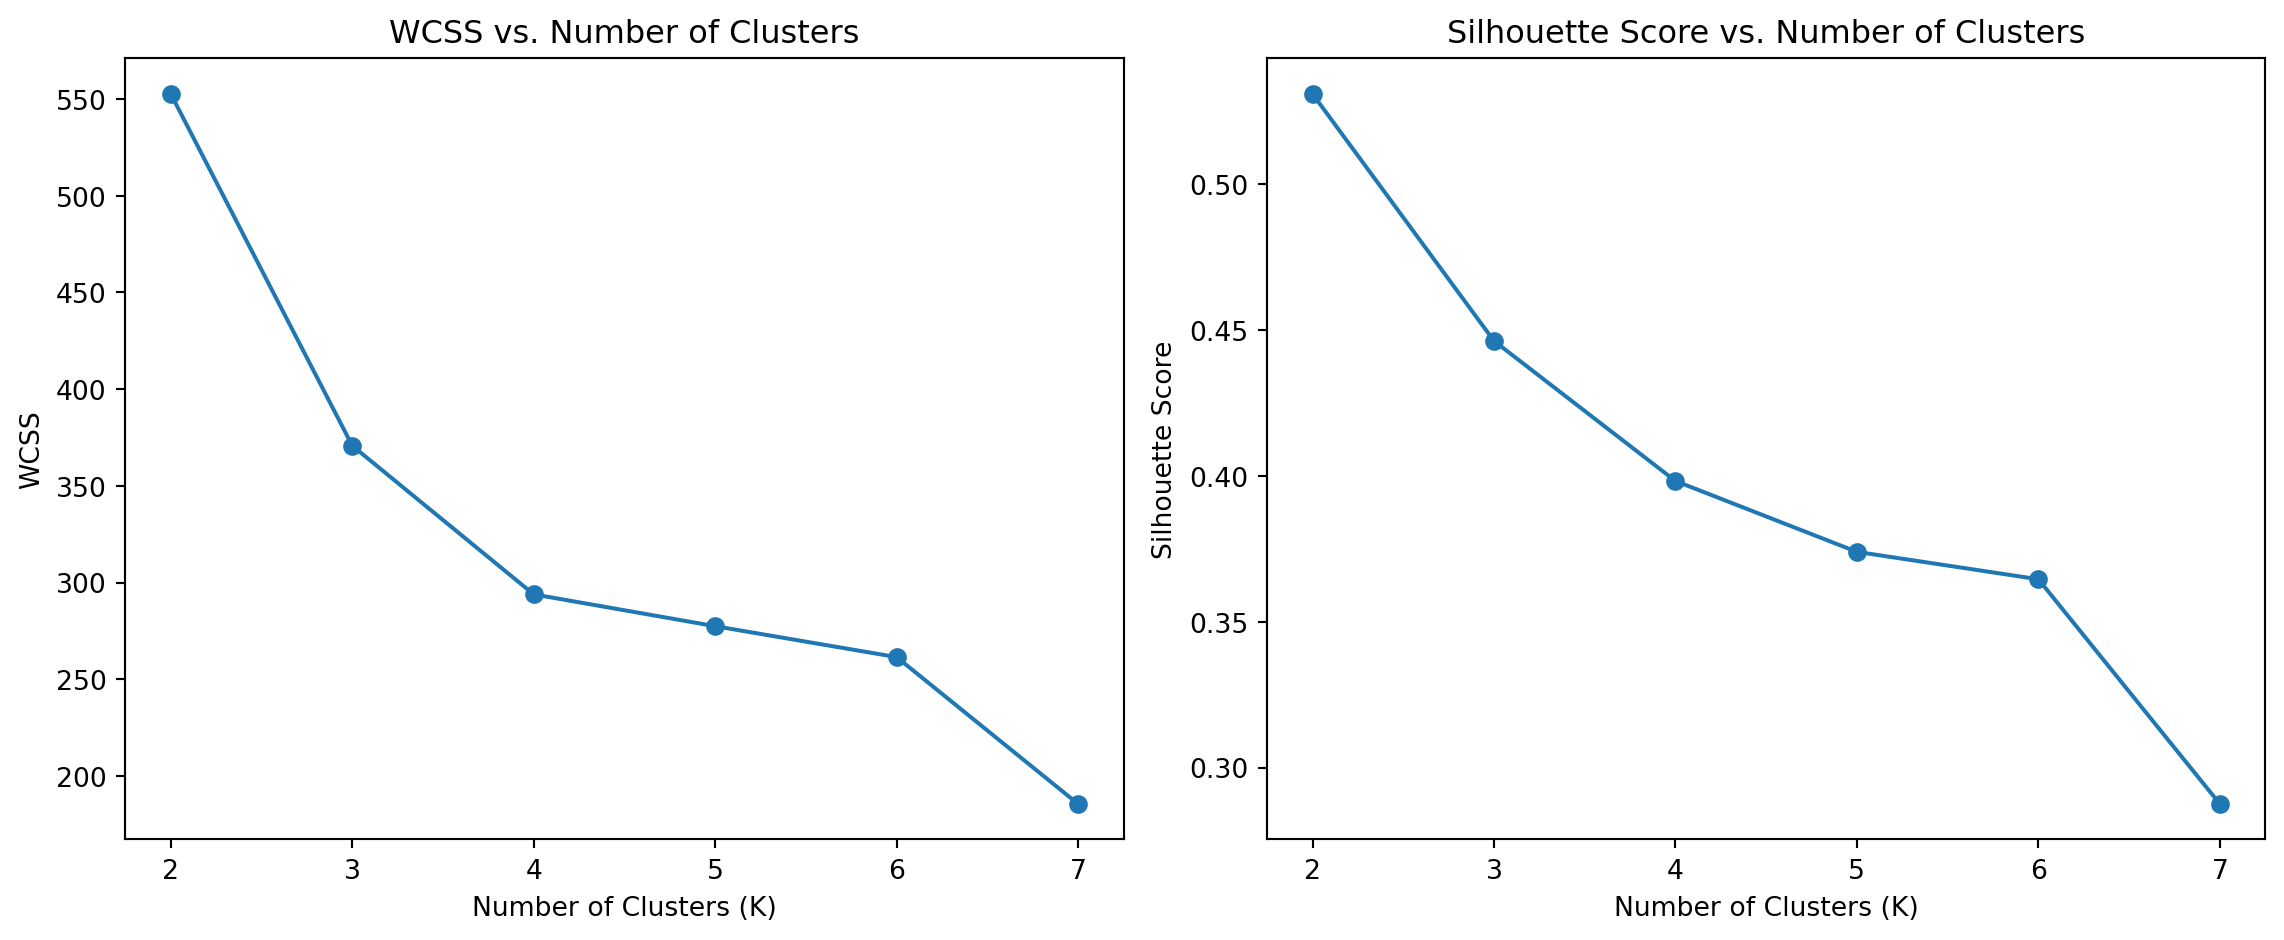 WCSS vs. Number of Clusters
550
500
450
400
350
300
250
200
WCSS
2 3 4 5 6 7
Number of Clusters (K)
Silhouette Score vs. Number of Clusters
0.50
0.45
0.40
0.35
0.30
Silhouette Score
2 3 4 5 6 7
Number of Clusters (K)